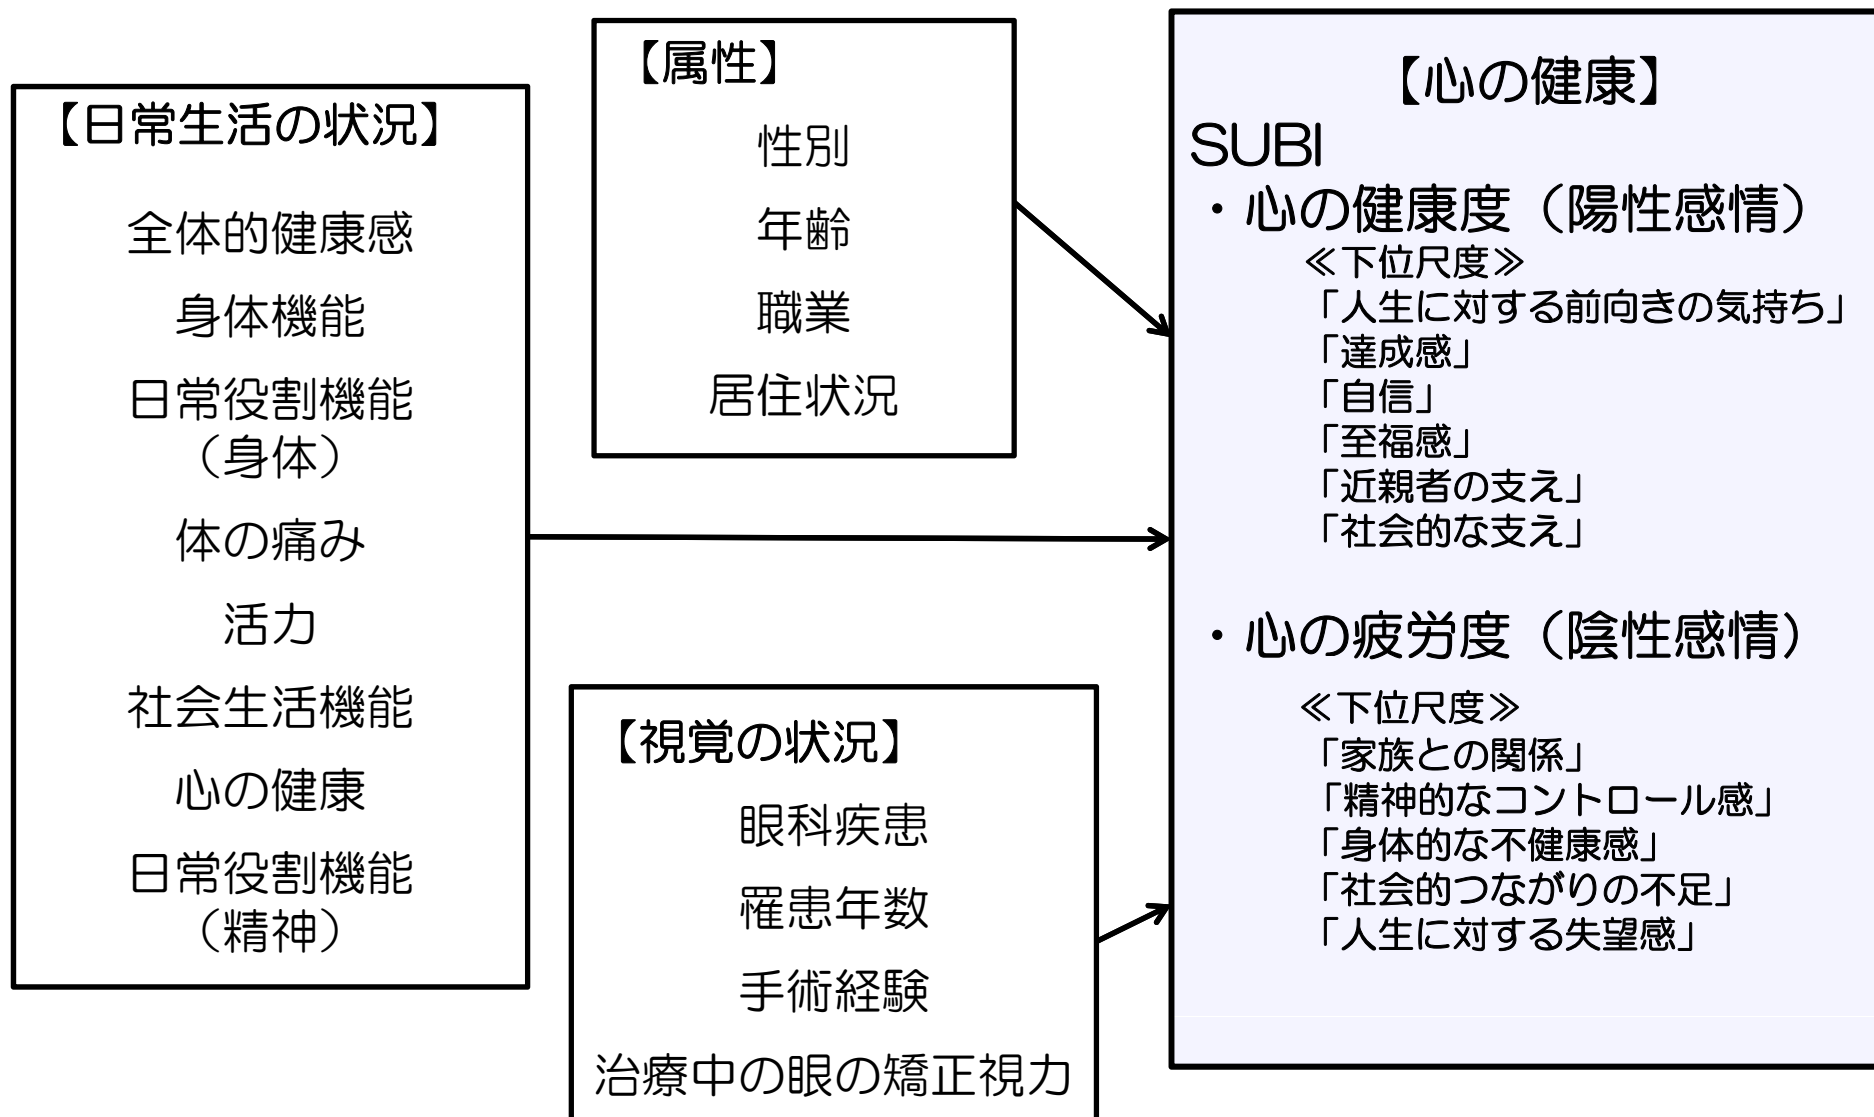 【日常生活の状況】
全体的健康感
身体機能
日常役割機能
（身体）
体の痛み
活力
社会生活機能
心の健康
日常役割機能
（精神）
【属性】
性別
年齢
職業
居住状況
【視覚の状況】
眼科疾患
罹患年数
手術経験
治療中の眼の矯正視力
【心の健康】
SUBI
・心の健康度（陽性感情）
≪下位尺度≫
「人生に対する前向きの気持ち」
「達成感」
「自信」
「至福感」
「近親者の支え」
「社会的な支え」
・心の疲労度（陰性感情）
≪下位尺度≫
「家族との関係」
「精神的なコントロール感」
「身体的な不健康感」
「社会的つながりの不足」
「人生に対する失望感」